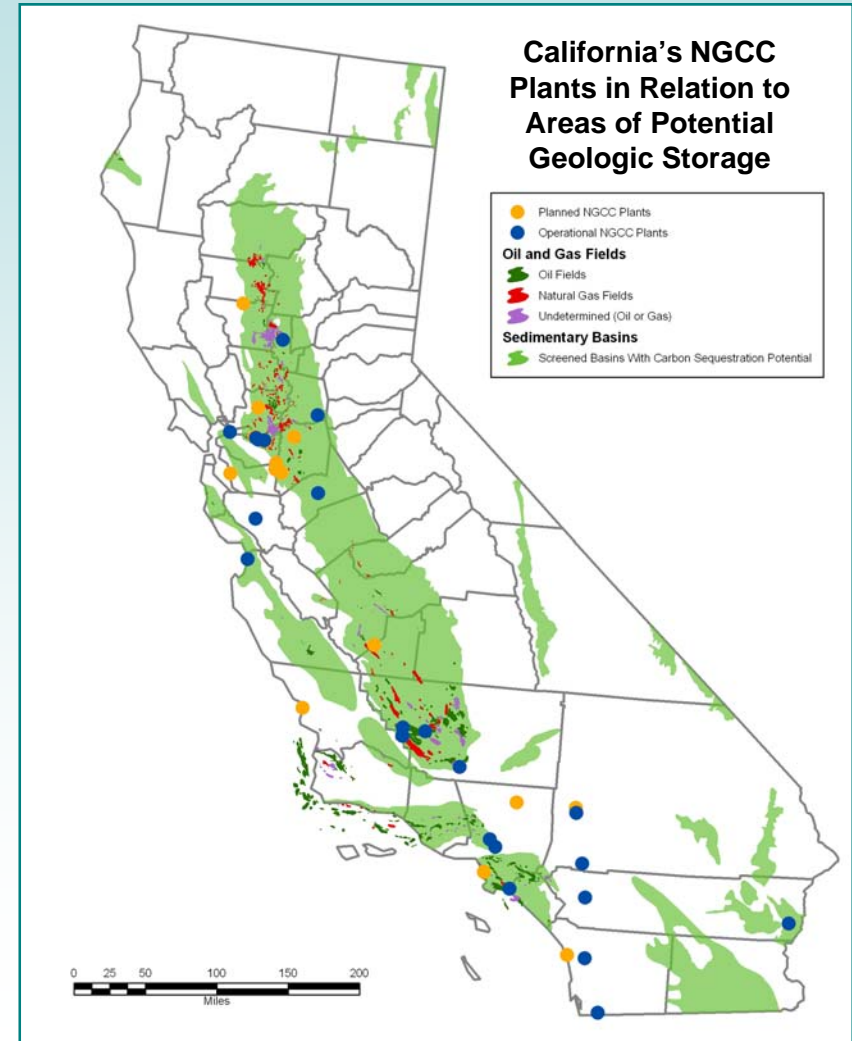 California's NGCC
Plants in Relation to
Areas of Potential
Geologic Storage
Planned NGCC Plants
Operational NGCC Plants
Oil and Gas Fields
Oil Fields
Natural Gas Fields
Undetermined (Oil or Gas)
Sedimentary Basins
Screened Basins With Carbon Sequestration Potential
0 25 50 100 150 200
Miles